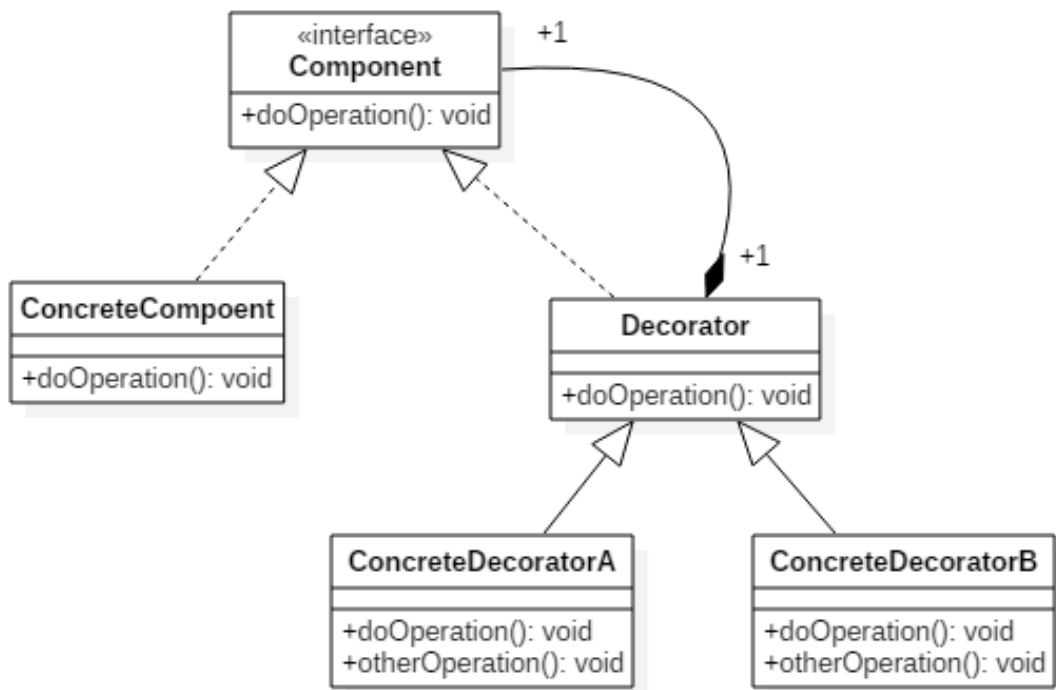 «interface»
+1
Component
+doOperation(): void
+1
ConcreteCompoent
+doOperation(): void
Decorator
+doOperation(): void
ConcreteDecoratorA
+doOperation(): void
+otherOperation(): void
ConcreteDecoratorB
+doOperation(): void
+otherOperation(): void